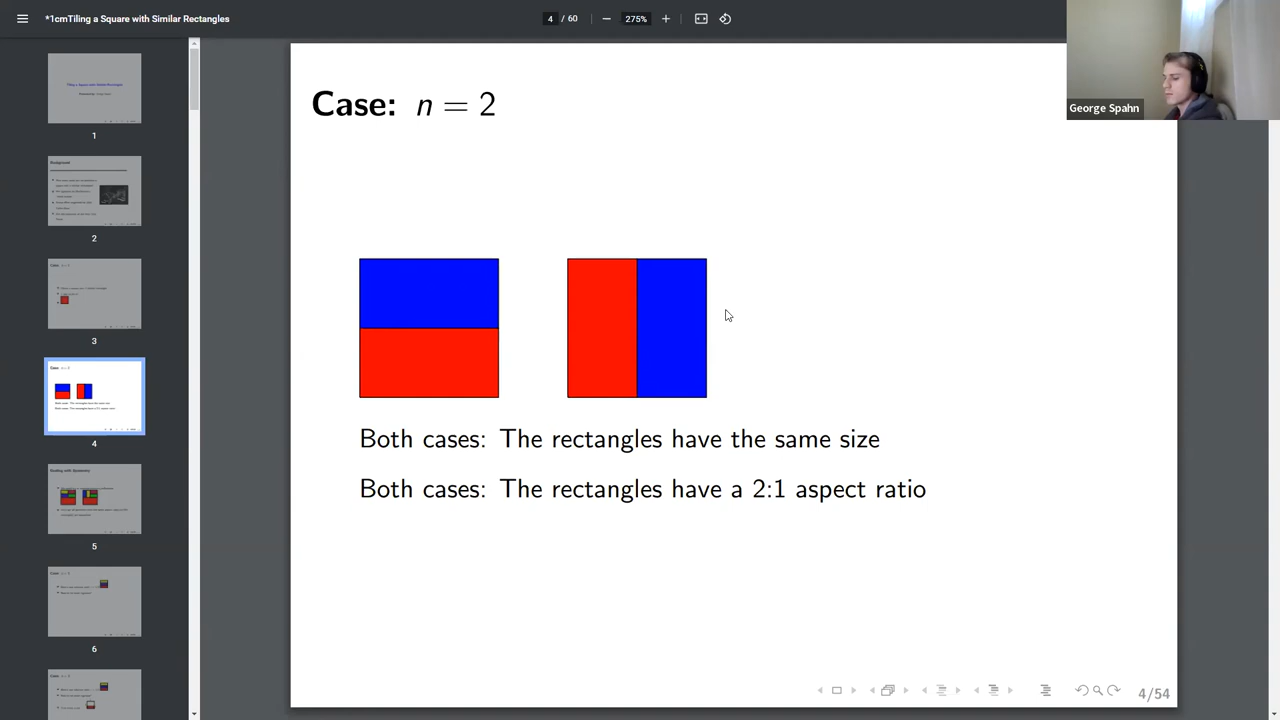 *1cmTiling a Square with Similar Rectangles
4 / 60
275%
George Spahn
1
2
3
4
5
6
Case: n = 2
Both cases: The rectangles have the same size
Both cases: The rectangles have a 2:1 aspect ratio
4/54